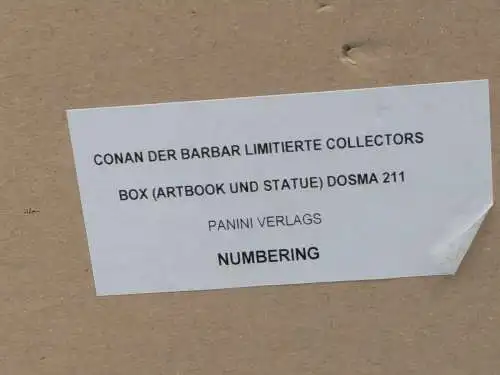 CONAN DER BARBAR LIMITIERTE COLLECTORS
BOX (ARTBOOK UND STATUE) DOSMA 211
PANINI VERLAGS
NUMBERING